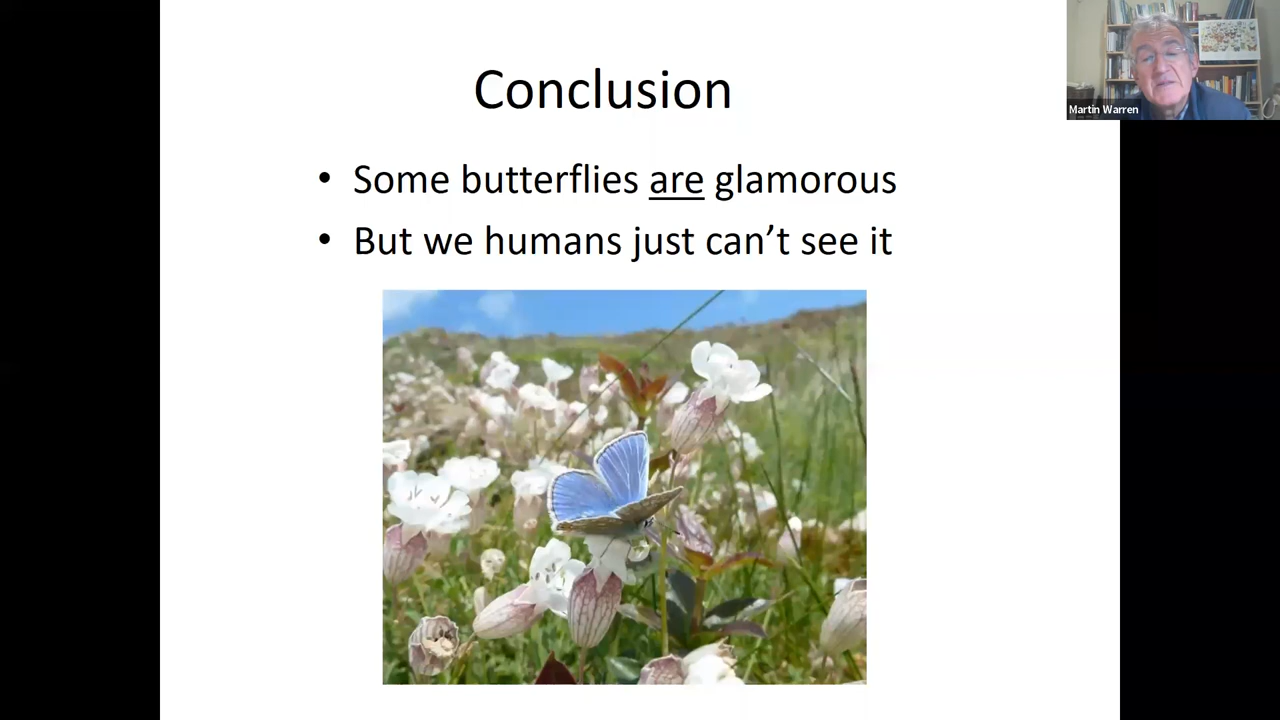 Conclusion
• Some butterflies are glamorous
• But we humans just can’t see it
Martin Warren